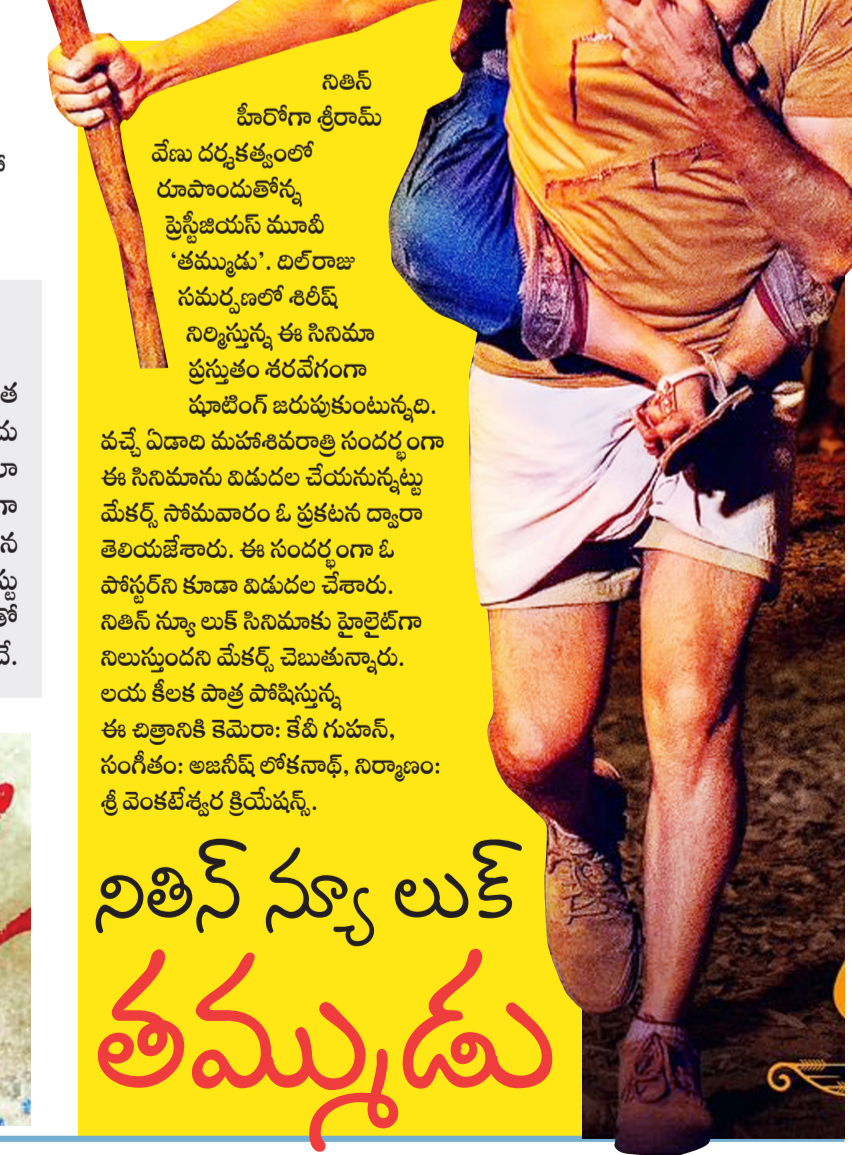 నితిన్
హీరోగా శ్రీరామ్
వేణు దర్శకత్వంలో
రూపొందుతోన్న
ప్రెస్టీజియస్ మూవీ
‘తమ్ముడు’. దిల్‌రాజు
సమర్పణలో శిరీష్
నిర్మిస్తున్న ఈ సినిమా
ప్రస్తుతం శరవేగంగా
షూటింగ్ జరుపుకుంటున్నది.
వచ్చే ఏడాది మహాశివరాత్రి సందర్భంగా
ఈ సినిమాను విడుదల చేయనున్నట్టు
మేకర్స్ సోమవారం ఓ ప్రకటన ద్వారా
తెలియజేశారు. ఈ సందర్భంగా ఓ
పోస్టర్‌ని కూడా విడుదల చేశారు.
నితిన్ న్యూ లుక్ సినిమాకు హైలైట్‌గా
నిలుస్తుందని మేకర్స్ చెబుతున్నారు.
లయ కీలక పాత్ర పోషిస్తున్న
ఈ చిత్రానికి కెమెరా: కేవీ గుహన్,
సంగీతం: అజనీష్ లోకనాథ్, నిర్మాణం:
శ్రీ వెంకటేశ్వర క్రియేషన్స్.
నితిన్ న్యూ లుక్
తమ్ముడు